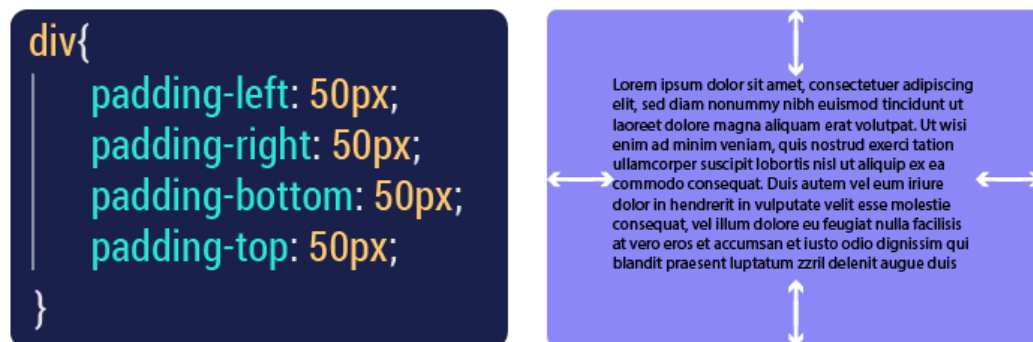 div{
padding-left: 50px;
padding-right: 50px;
padding-bottom: 50px;
padding-top: 50px;
}
Lorem ipsum dolor sit amet, consectetuer adipiscing
elit, sed diam nonummy nibh euismod tincidunt ut
laoreet dolore magna aliquam erat volutpat. Ut wisi
enim ad minim veniam, quis nostrud exerci tation
ullamcorper suscipit lobortis nisl ut aliquip ex ea
commodo consequat. Duis autem vel eum iriure
dolor in hendrerit in vulputate velit esse molestie
consequat, vel illum dolore eu feugiat nulla facilisis
at vero eros et accumsan et iusto odio dignissim qui
blandit praesent luptatum zzril delenit augue duis